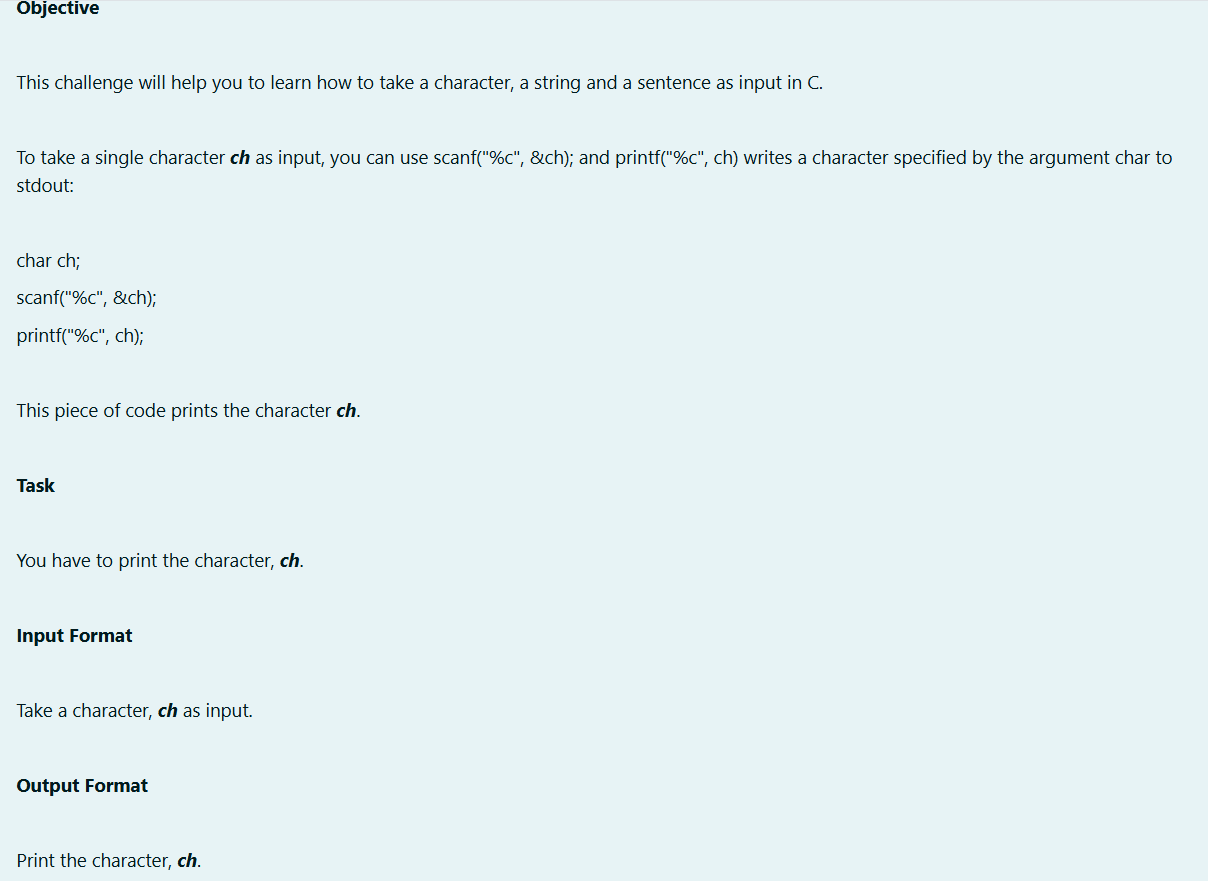 Objective
This challenge will help you to learn how to take a character, a string and a sentence as input in C.
To take a single character ch as input, you can use scanf("%c", &ch); and printf("%c", ch) writes a character specified by the argument char to
stdout:
char ch;
scanf("%c", &ch);
printf("%c", ch);
This piece of code prints the character ch.
Task
You have to print the character, ch.
Input Format
Take a character, ch as input.
Output Format
Print the character, ch.